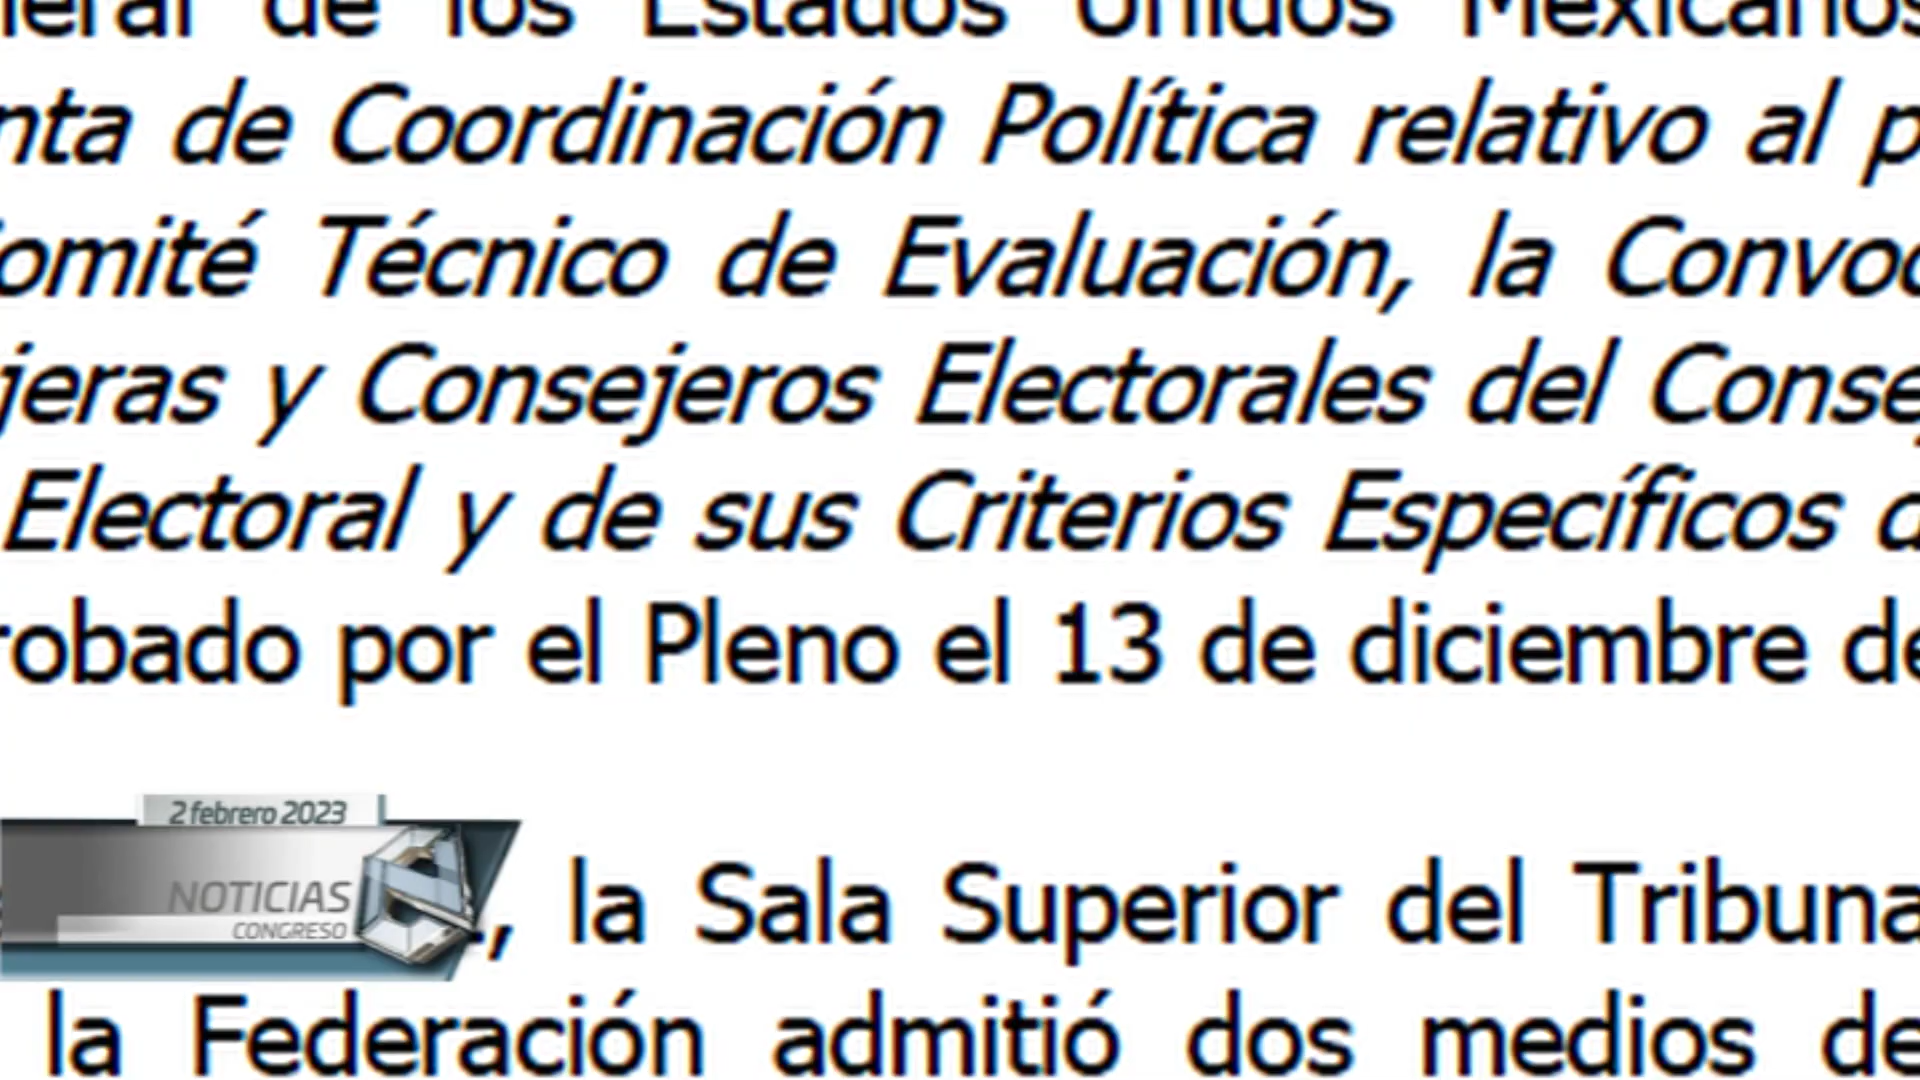 neral de los Estados Unidos Mexicanos
nta de Coordinación Política relativo al p
Comité Técnico de Evaluación, la Convoc
jeras y Consejeros Electorales del Conse
Electoral y de sus Criterios Específicos d
robado por el Pleno el 13 de diciembre de
2 febrero 2023
NOTICIAS
CONGRESO
, la Sala Superior del Tribuna
la Federación admitió dos medios de